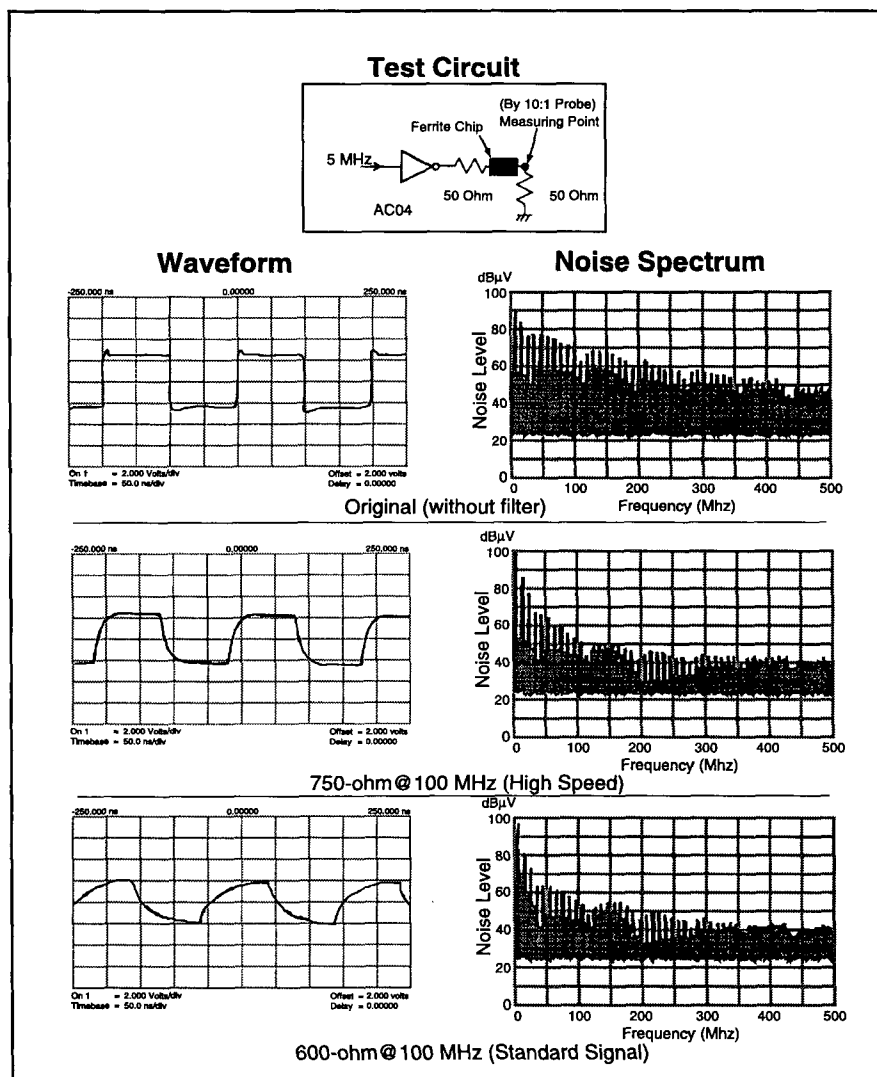 Test Circuit
(By 10:1 Probe)
Ferrite Chip
Measuring Point
5 MHz
50 Ohm
50 Ohm
AC04
Waveform
Noise Spectrum
-250.000 ns 0.00000 250.000 ns
On 1 = 2.000 Volts/div Offset = 2.000 volts
Timebase = 50.0 ns/div Delay = 0.00000
dBµV
100
80
60
40
20
0
Noise Level
0 100 200 300 400 500
Frequency (Mhz)
Original (without filter)
-250.000 ns 0.00000 250.000 ns
On 1 = 2.000 Volts/div Offset = 2.000 volts
Timebase = 50.0 ns/div Delay = 0.00000
dBµV
100
80
60
40
20
0
Noise Level
0 100 200 300 400 500
Frequency (Mhz)
750-ohm@100 MHz (High Speed)
-250.000 ns 0.00000 250.000 ns
On 1 = 2.000 Volts/div Offset = 2.000 volts
Timebase = 50.0 ns/div Delay = 0.00000
dBµV
100
80
60
40
20
0
Noise Level
0 100 200 300 400 500
Frequency (Mhz)
600-ohm@100 MHz (Standard Signal)